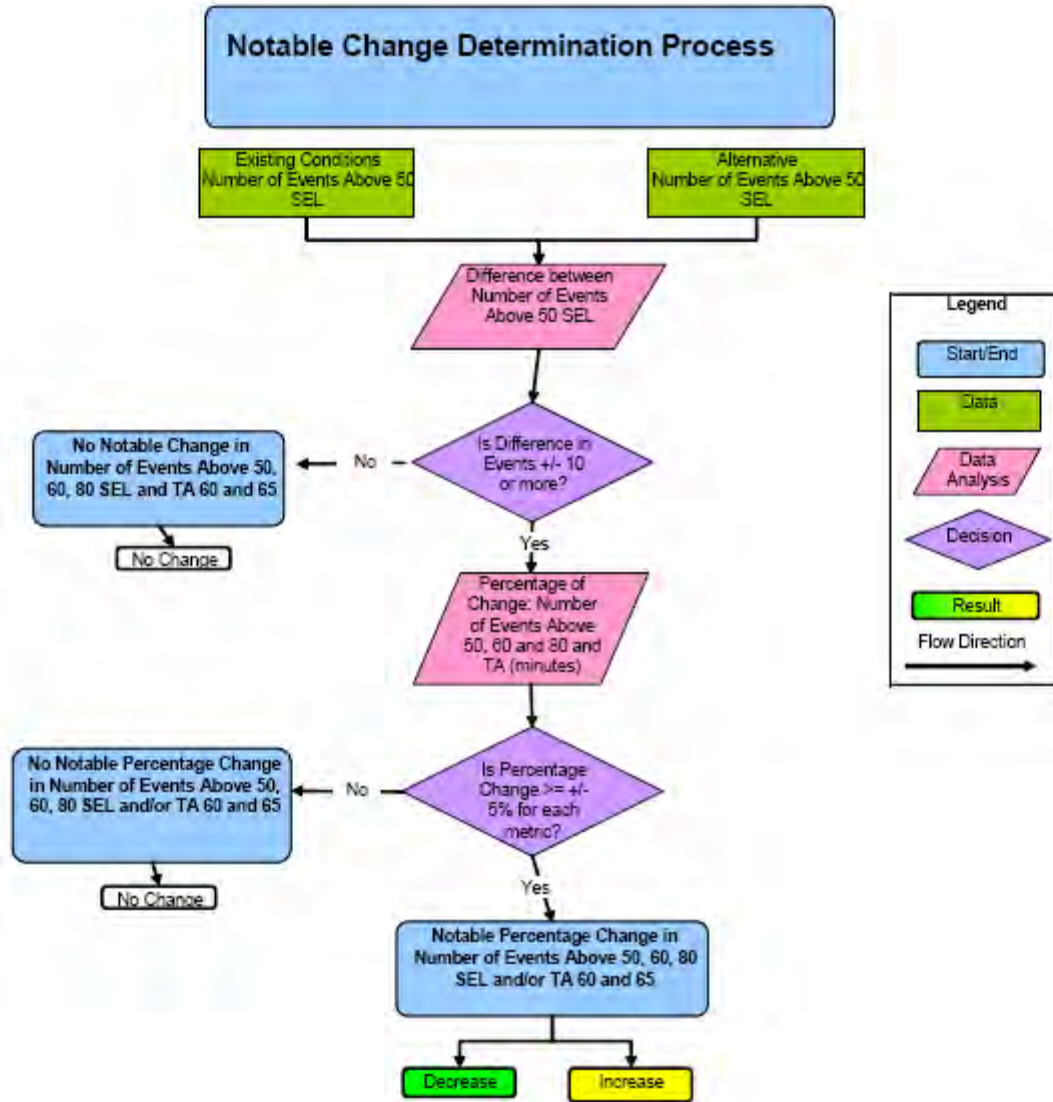 Notable Change Determination Process
Existing Conditions
Number of Events Above 50
SEL
Alternative
Number of Events Above 50
SEL
Difference between
Number of Events
Above 50 SEL
Is Difference in
Events +/- 10
or more?
No
No Notable Change in
Number of Events Above 50,
60, 80 SEL and TA 60 and 65
No Change
Yes
Percentage of
Change: Number
of Events Above
50, 60 and 80 and
TA (minutes)
Is Percentage
Change >= +/-
5% for each
metric?
No
No Notable Percentage Change
in Number of Events Above 50,
60, 80 SEL and/or TA 60 and 65
No Change
Yes
Notable Percentage Change in
Number of Events Above 50, 60, 80
SEL and/or TA 60 and 65
Decrease
Increase
Legend
Start/End
Data
Data
Analysis
Decision
Result
Flow Direction